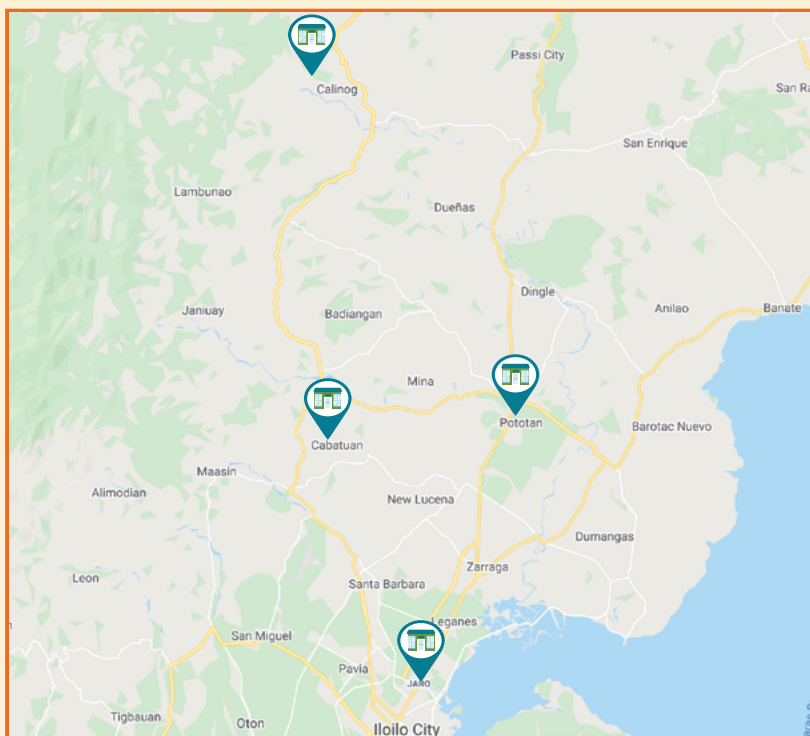 Passi City
Calinog
San Ra
San Enrique
Lambunao
Dueñas
Dingle
Janiuay
Badiangan
Anilao
Banate
Mina
Pototan
Barotac Nuevo
Cabatuan
Maasin
Alimodian
New Lucena
Dumangas
Zarraga
Leon
Santa Barbara
Leganes
San Miguel
Pavia
JARO
Tigbauan
Oton
Iloilo City